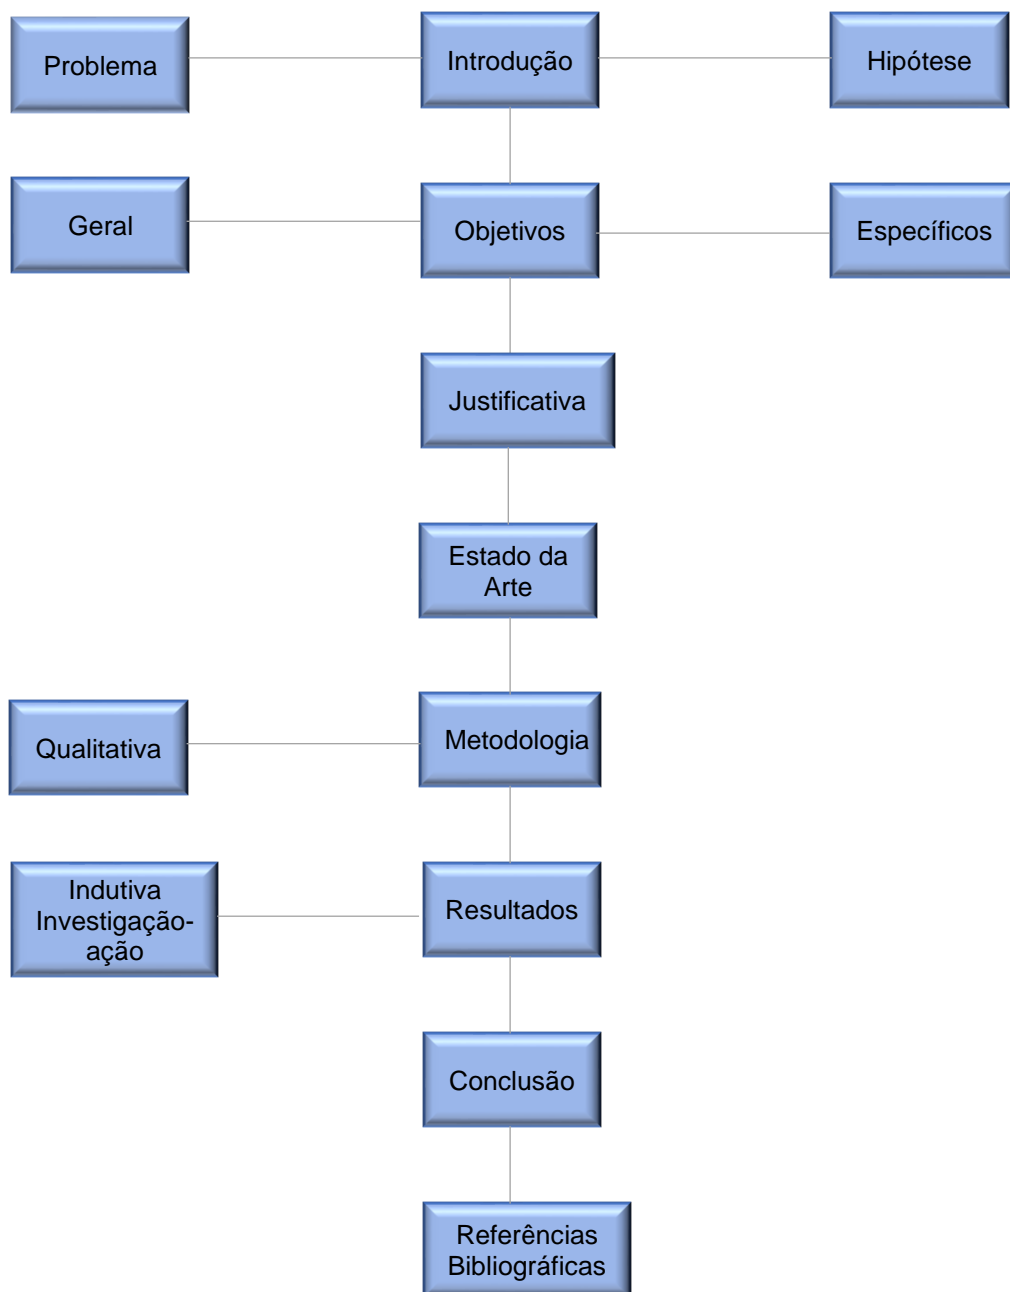 Problema
Introdução
Hipótese
Geral
Objetivos
Específicos
Justificativa
Estado da
Arte
Qualitativa
Metodologia
Indutiva
Investigação-
ação
Resultados
Conclusão
Referências
Bibliográficas